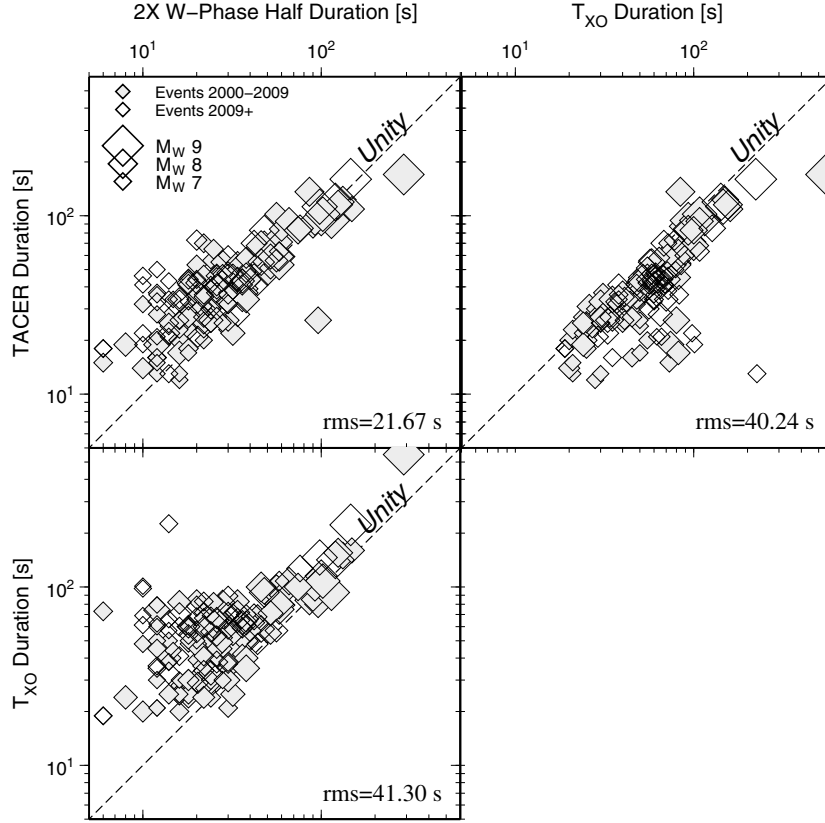 2X W−Phase Half Duration [s]
T_XO Duration [s]
10^1
10^2
10^1
10^2
TACER Duration [s]
10^2
10^1
Events 2000−2009
Events 2009+
M_W 9
M_W 8
M_W 7
Unity
rms=21.67 s
Unity
rms=40.24 s
T_XO Duration [s]
10^2
10^1
Unity
rms=41.30 s